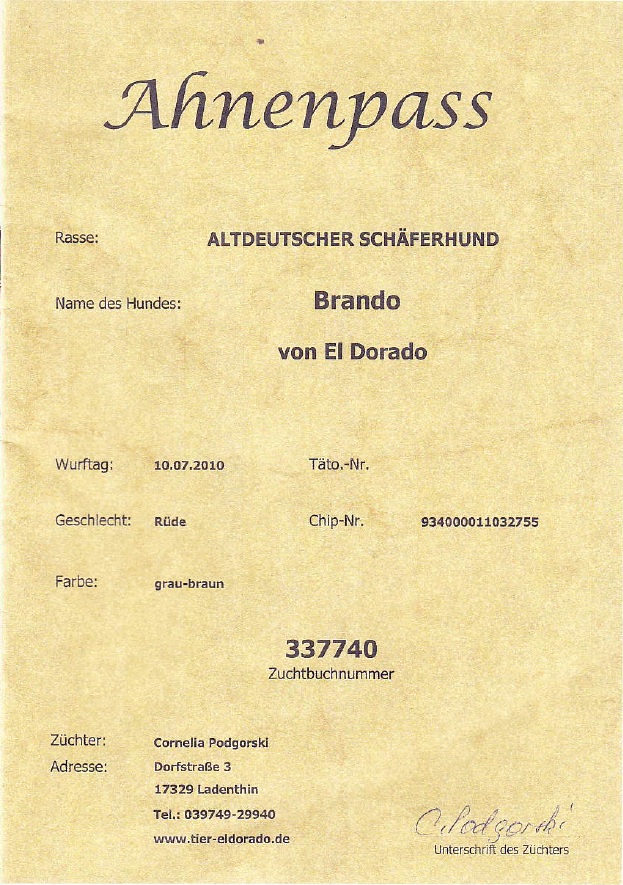 Ahnenpass
Rasse: ALTDEUTSCHER SCHÄFERHUND
Name des Hundes: Brando
von El Dorado
Wurftag: 10.07.2010 Täto.-Nr.
Geschlecht: Rüde Chip-Nr. 934000011032755
Farbe: grau-braun
337740
Zuchtbuchnummer
Züchter: Cornelia Podgorski
Adresse: Dorfstraße 3
17329 Ladenthin
Tel.: 039749-29940
www.tier-eldorado.de
C. Podgorski
Unterschrift des Züchters